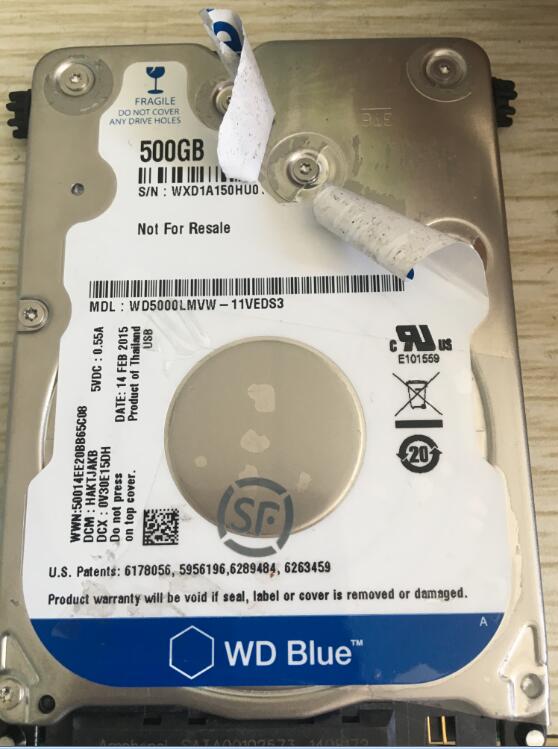 FRAGILE
DO NOT COVER
ANY DRIVE HOLES
500GB
S/N : WXD1A150HU0
Not For Resale
MDL : WD5000LMVW – 11VEDS3
5VDC : 0.55A
DATE: 14 FEB 2015
Product of Thailand
USB
WWN:50014EE20BB65C08
DCM : HAKTJAKB
DCX : 0V30E15DH
Do not press
on top cover.
C US
E101559
20
SF
U.S. Patents: 6178056, 5956196,6289484, 6263459
Product warranty will be void if seal, label or cover is removed or damaged.
A
WD Blue™